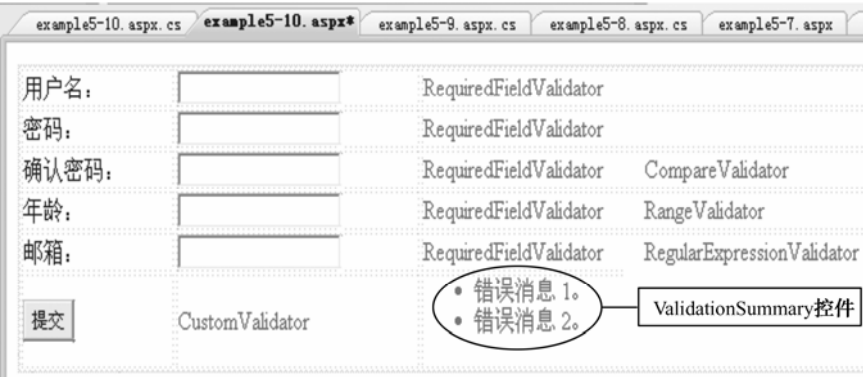 example5-10. aspx. cs example5-10. aspx* example5-9. aspx. cs example5-8. aspx. cs example5-7. aspx
用户名： RequiredFieldValidator
密码： RequiredFieldValidator
确认密码： RequiredFieldValidator CompareValidator
年龄： RequiredFieldValidator RangeValidator
邮箱： RequiredFieldValidator RegularExpressionValidator
• 错误消息 1。
提交 CustomValidator • 错误消息 2。 ValidationSummary控件